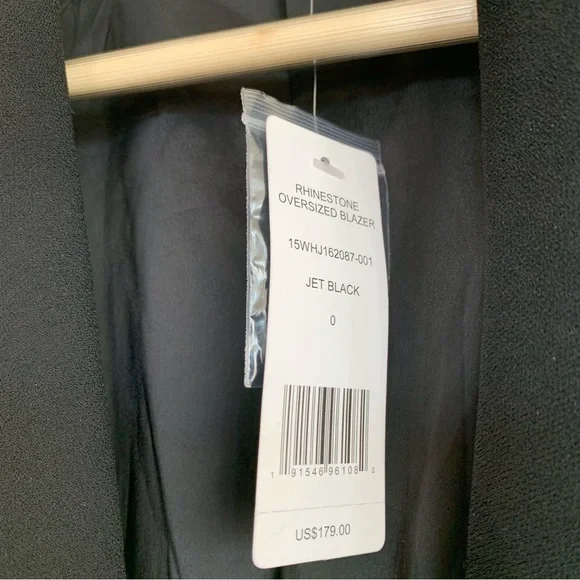 RHINESTONE
OVERSIZED BLAZER
15WHJ162087-001
JET BLACK
0
1 91546 96108 2
US$179.00